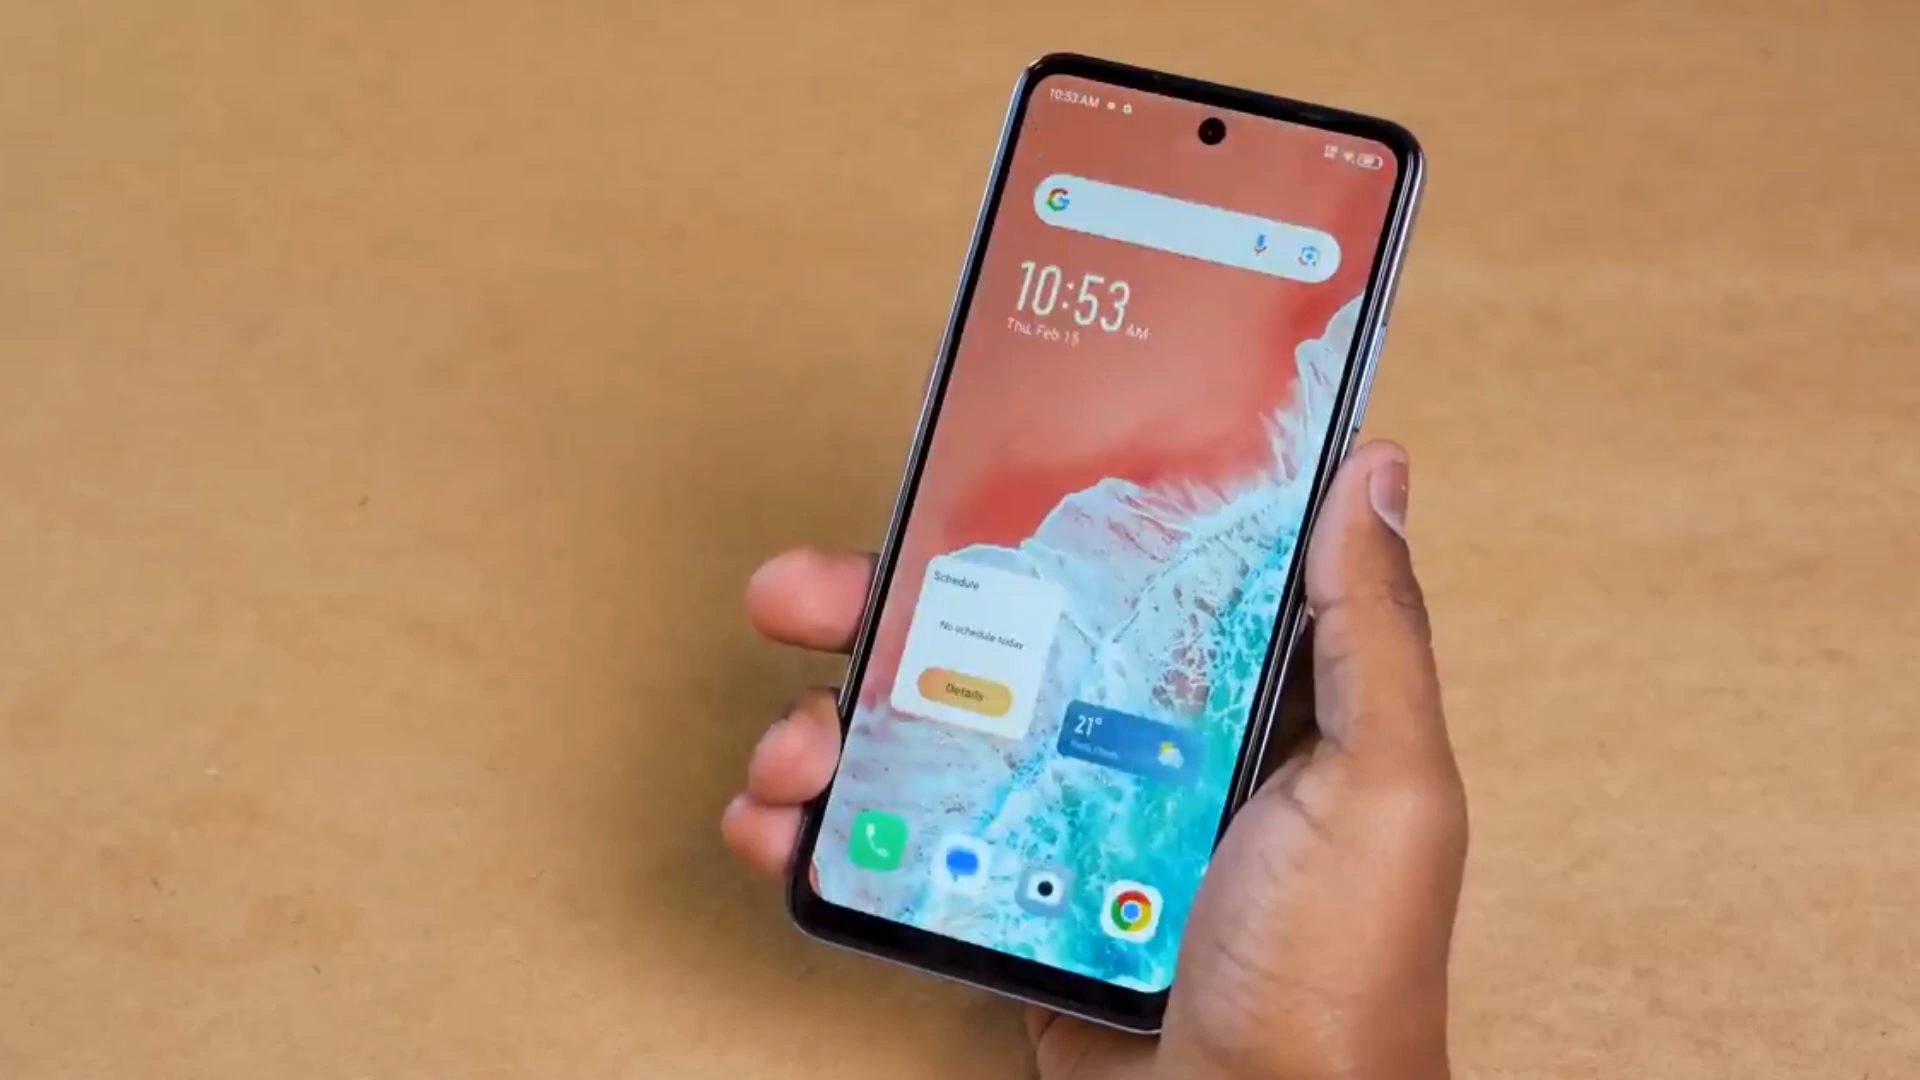 10:53 AM
10:53 AM
Thu, Feb 15
Schedule
No schedule today
Details
21°